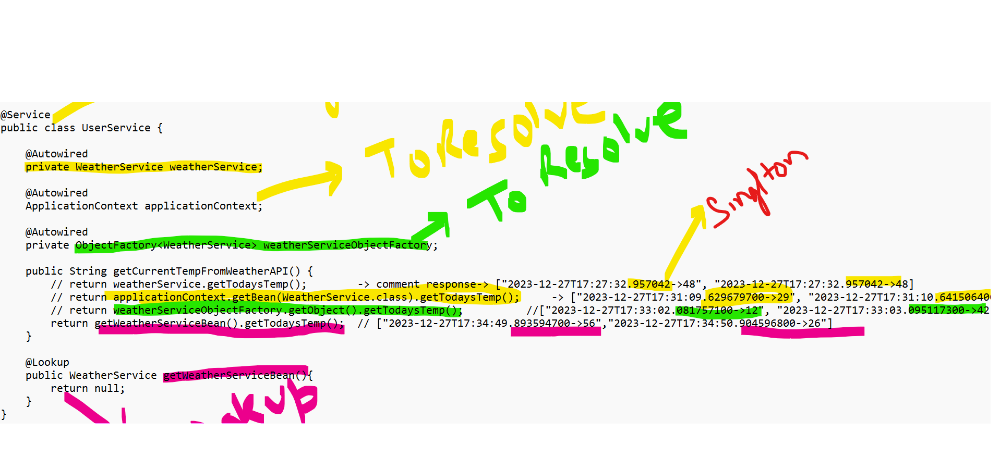 @Service
public class UserService {
@Autowired
private WeatherService weatherService;
@Autowired
ApplicationContext applicationContext;
@Autowired
private ObjectFactory<WeatherService> weatherServiceObjectFactory;
public String getCurrentTempFromWeatherAPI() {
// return weatherService.getTodaysTemp(); -> comment response-> ["2023-12-27T17:27:32.957042->48", "2023-12-27T17:27:32.957042->48]
// return applicationContext.getBean(WeatherService.class).getTodaysTemp(); -> ["2023-12-27T17:31:09.629679700->29", "2023-12-27T17:31:10.641506400
// return weatherServiceObjectFactory.getObject().getTodaysTemp(); //["2023-12-27T17:33:02.081757100->12", "2023-12-27T17:33:03.095117300->42
return getWeatherServiceBean().getTodaysTemp(); // ["2023-12-27T17:34:49.893594700->56","2023-12-27T17:34:50.904596800->26"]
}
@Lookup
public WeatherService getWeatherServiceBean(){
return null;
}
}
To Resolve
To Resolve
Singlton